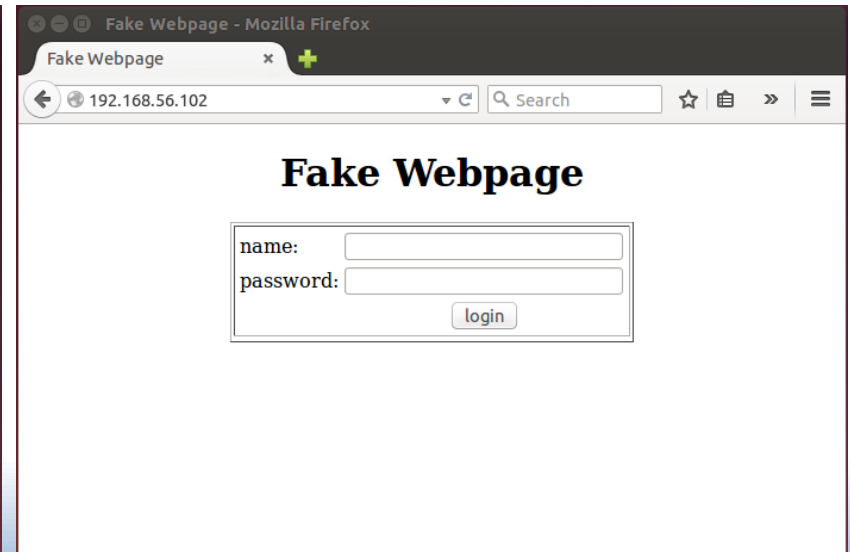 Fake Webpage - Mozilla Firefox
Fake Webpage
192.168.56.102
Search
Fake Webpage
name:
password:
login